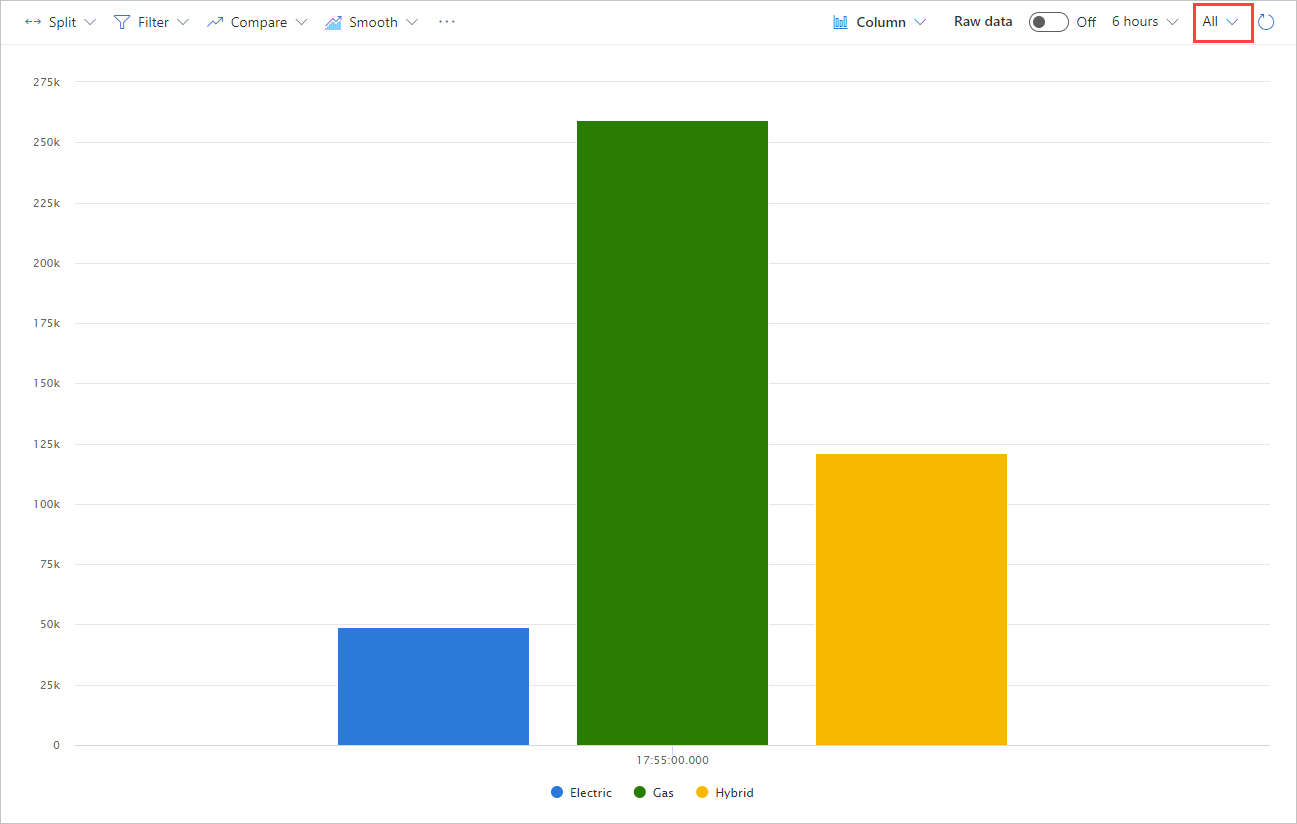 Split Filter Compare Smooth ... Column Raw data Off 6 hours All
275k
250k
225k
200k
175k
150k
125k
100k
75k
50k
25k
0
17:55:00.000
Electric Gas Hybrid